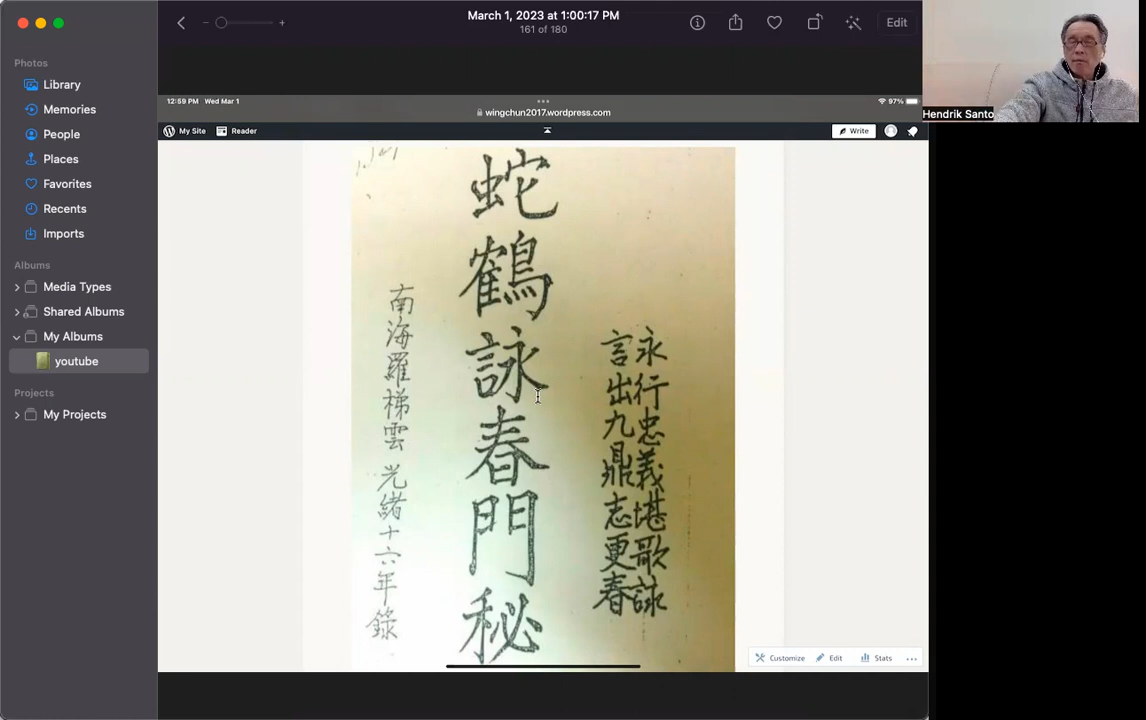 March 1, 2023 at 1:00:17 PM
161 of 180
Edit
Photos
Library
Memories
People
Places
Favorites
Recents
Imports
Albums
Media Types
Shared Albums
My Albums
youtube
Projects
My Projects
12:59 PM Wed Mar 1
97%
wingchun2017.wordpress.com
My Site
Reader
Write
永行忠義堪歌詠
言出九鼎志更春
蛇鶴詠春門秘
南海羅梯雲 光緒十六年錄
Customize
Edit
Stats
Hendrik Santo